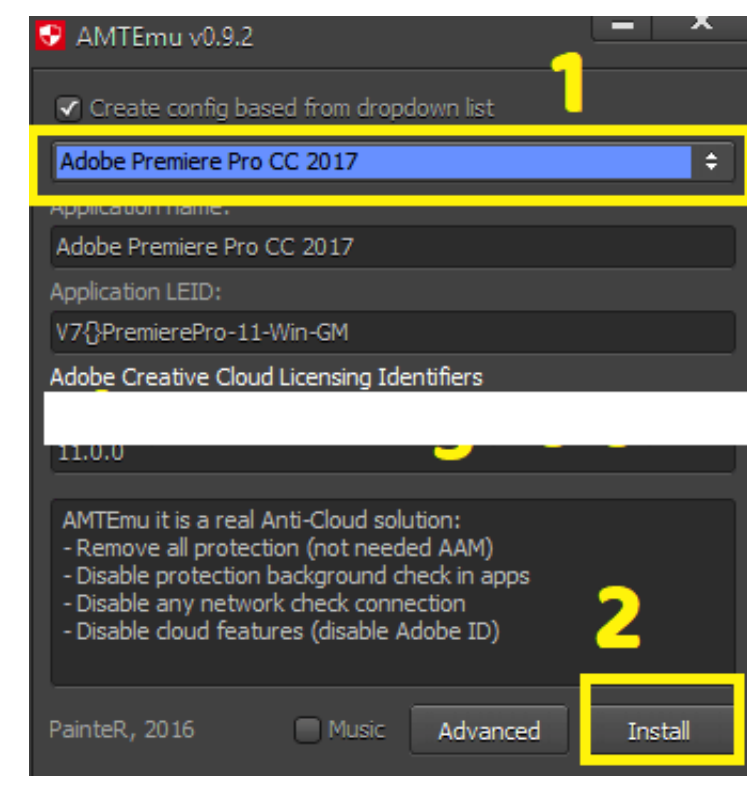 AMTEmu v0.9.2
1
Create config based from dropdown list
Adobe Premiere Pro CC 2017
Application name:
Adobe Premiere Pro CC 2017
Application LEID:
V7{}PremierePro-11-Win-GM
Adobe Creative Cloud Licensing Identifiers
11.0.0
AMTEmu it is a real Anti-Cloud solution:
- Remove all protection (not needed AAM)
- Disable protection background check in apps
- Disable any network check connection
- Disable cloud features (disable Adobe ID)
2
PainteR, 2016 Music Advanced Install